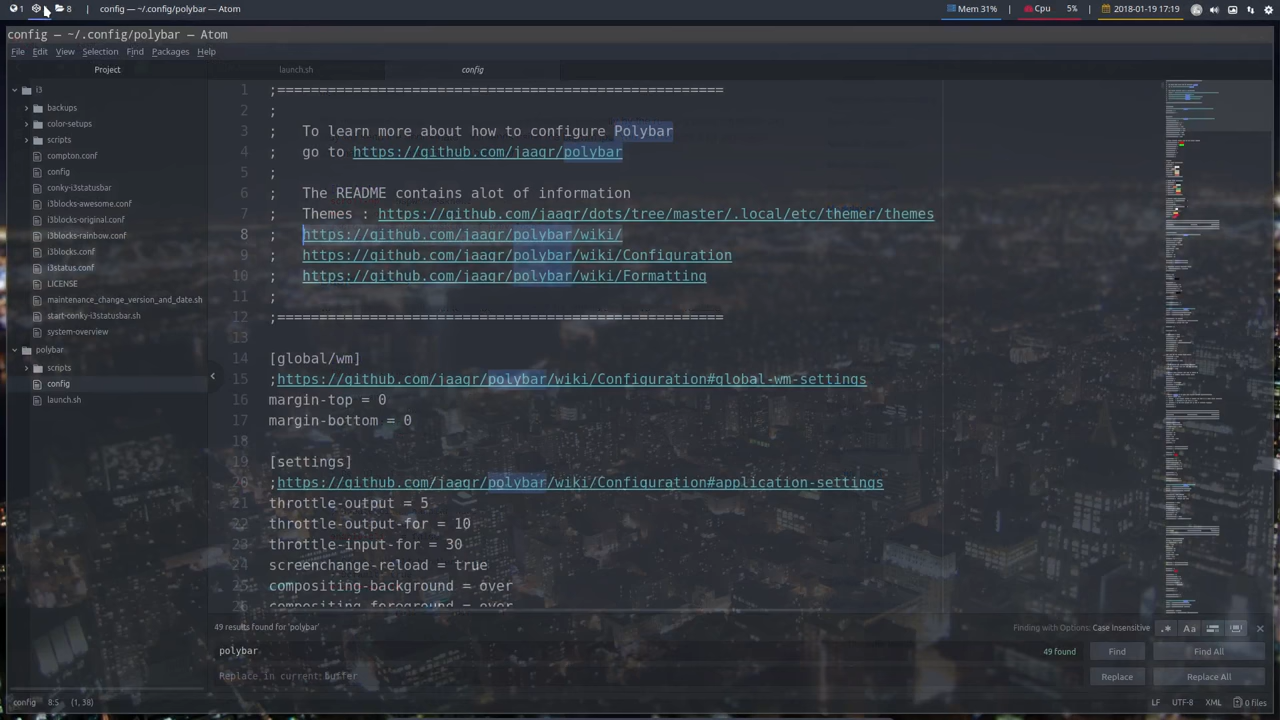 1 8 | config — ~/.config/polybar — Atom
Mem 31% | Cpu 5% | 2018-01-19 17:19
config — ~/.config/polybar — Atom
File Edit View Selection Find Packages Help
Project
launch.sh
config
i3
backups
color-setups
scripts
compton.conf
config
conky-i3statusbar
i3blocks-awesome.conf
i3blocks-original.conf
i3blocks-rainbow.conf
i3blocks.conf
i3status.conf
LICENSE
maintenance_change_version_and_date.sh
start-conky-i3statusbar.sh
system-overview
polybar
scripts
config
launch.sh
1 ;=====================================================
2 ;
3 ; To learn more about how to configure Polybar
4 ; go to https://github.com/jaagr/polybar
5 ;
6 ; The README contains alot of information
7 ; Themes : https://github.com/jaagr/dots/tree/master/.local/etc/themer/themes
8 ; https://github.com/jaagr/polybar/wiki/
9 ; https://github.com/jaagr/polybar/wiki/Configuration
10 ; https://github.com/jaagr/polybar/wiki/Formatting
11 ;
12 ;=====================================================
13
14 [global/wm]
15 ;https://github.com/jaagr/polybar/wiki/Configuration#global-wm-settings
16 margin-top = 0
17 margin-bottom = 0
18
19 [settings]
20 ;https://github.com/jaagr/polybar/wiki/Configuration#application-settings
21 throttle-output = 5
22 throttle-output-for = 10
23 throttle-input-for = 30
24 screenchange-reload = true
25 compositing-background = over
26 compositing-foreground = over
49 results found for 'polybar'
Finding with Options: Case Insensitive
.* Aa
polybar
49 found
Find
Find All
Replace in current buffer
Replace
Replace All
config 8:5 (1, 38)
LF UTF-8 XML 0 files